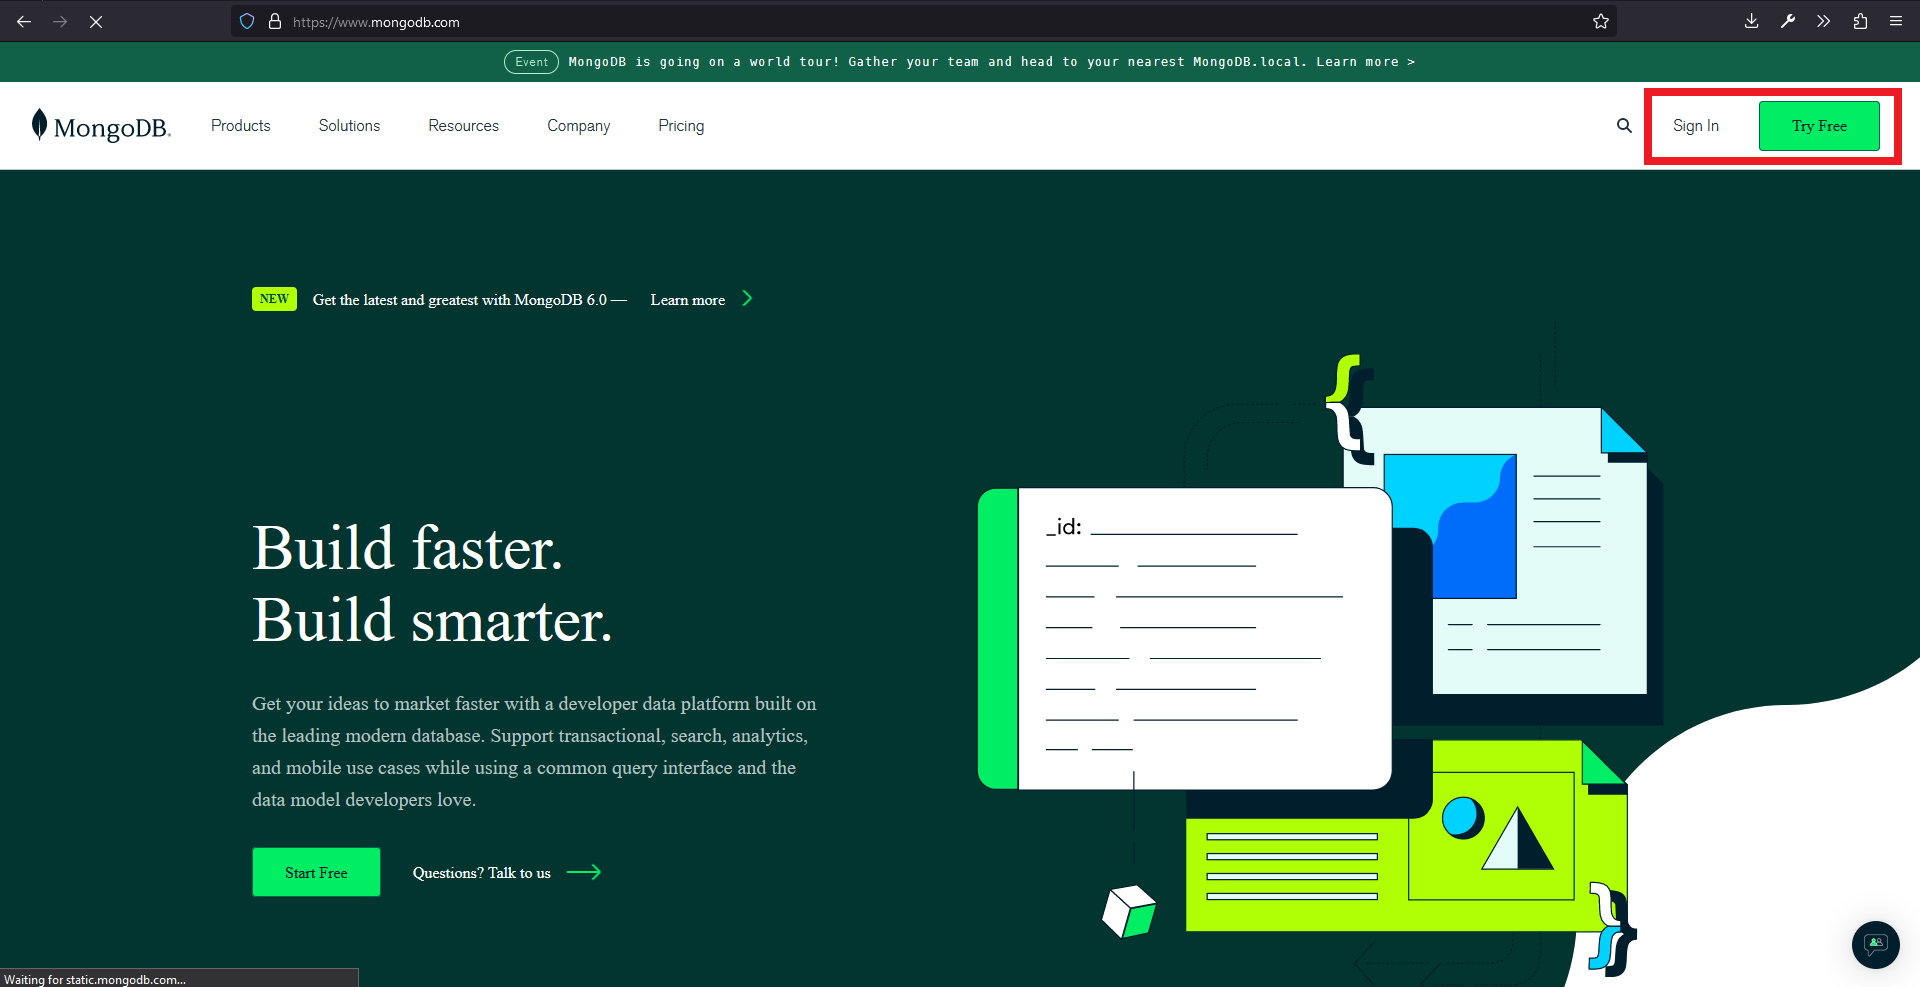 https://www.mongodb.com
Event MongoDB is going on a world tour! Gather your team and head to your nearest MongoDB.local. Learn more >
MongoDB. Products Solutions Resources Company Pricing Sign In Try Free
NEW Get the latest and greatest with MongoDB 6.0 — Learn more
_id:
Build faster.
Build smarter.
Get your ideas to market faster with a developer data platform built on
the leading modern database. Support transactional, search, analytics,
and mobile use cases while using a common query interface and the
data model developers love.
Start Free Questions? Talk to us
Waiting for static.mongodb.com...